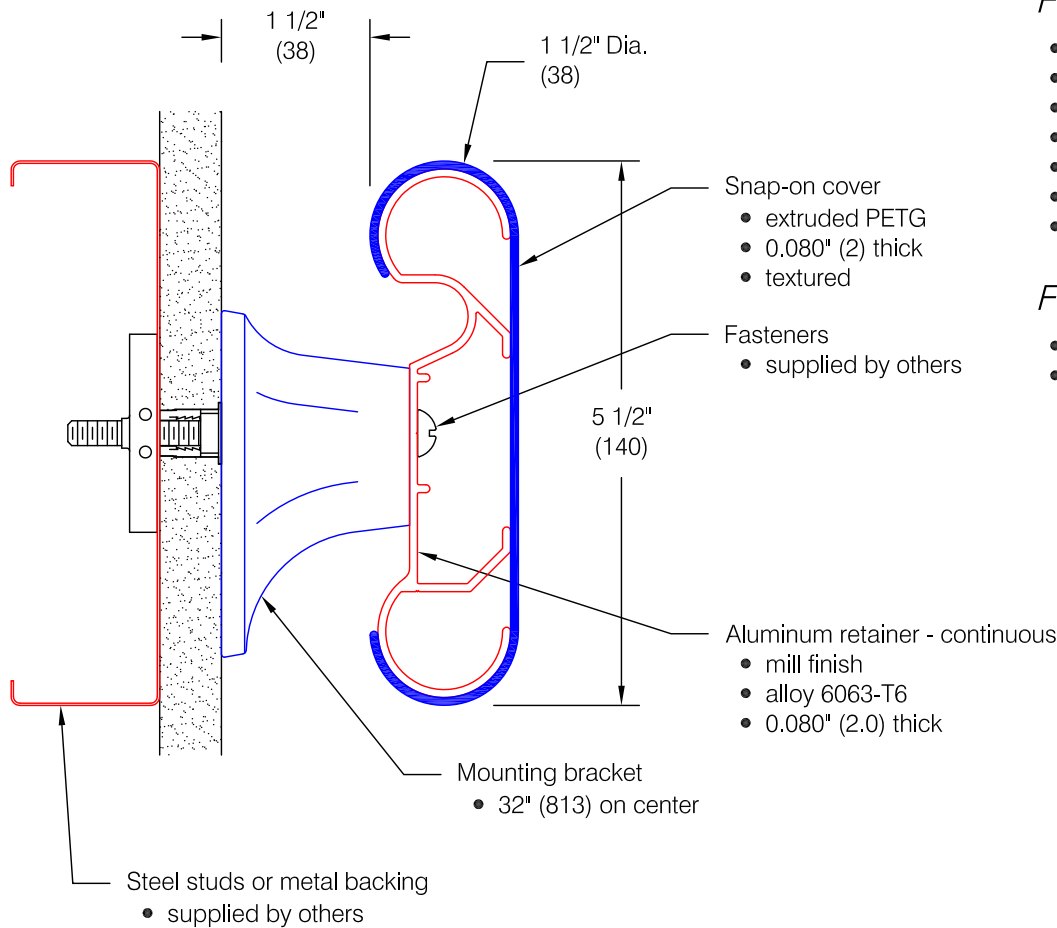 1 1/2"
(38)
1 1/2" Dia.
(38)
F
Snap-on cover
• extruded PETG
• 0.080" (2) thick
• textured
F
Fasteners
• supplied by others
5 1/2"
(140)
Aluminum retainer - continuous
• mill finish
• alloy 6063-T6
• 0.080" (2.0) thick
Mounting bracket
• 32" (813) on center
Steel studs or metal backing
• supplied by others